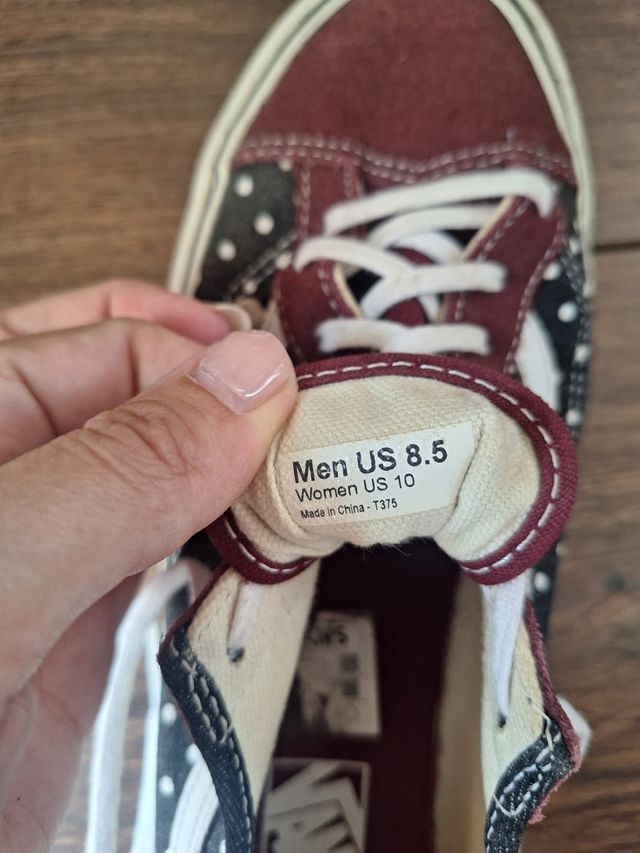 Men US 8.5
Women US 10
Made in China - T375